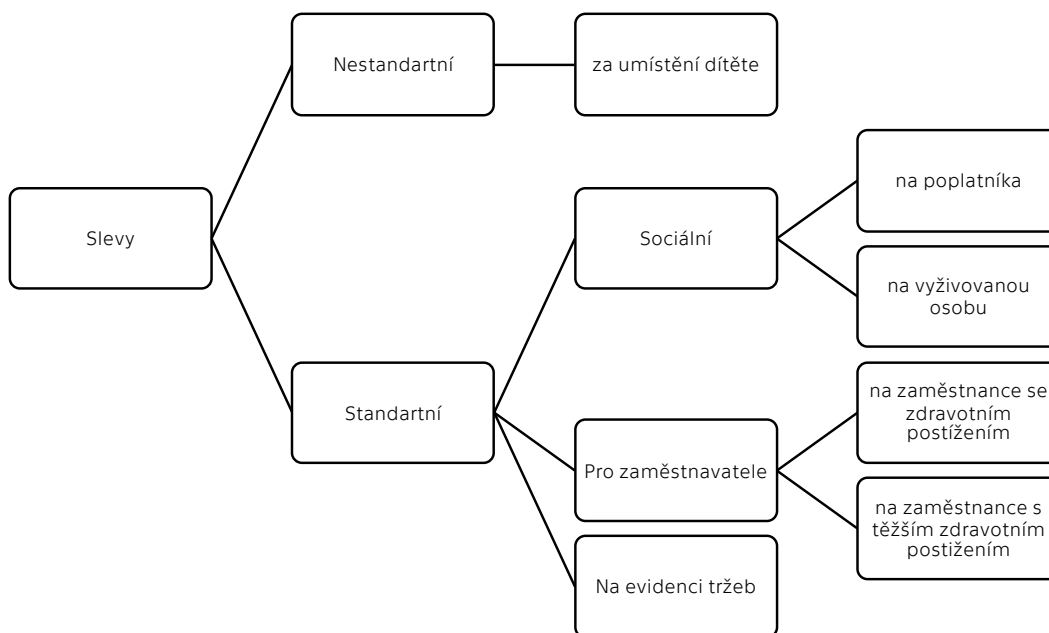 Nestandartní
za umístění dítěte
na poplatníka
Slevy
Sociální
na vyživovanou
osobu
na zaměstnance se
zdravotním
postížením
Standartní
Pro zaměstnavatele
na zaměstnance s
těžším zdravotním
postižením
Na evidenci tržeb